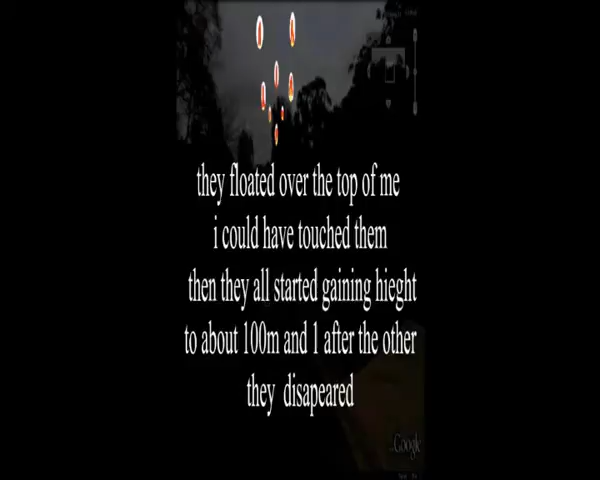 they floated over the top of me
i could have touched them
then they all started gaining hieght
to about 100m and 1 after the other
they disapeared
Google